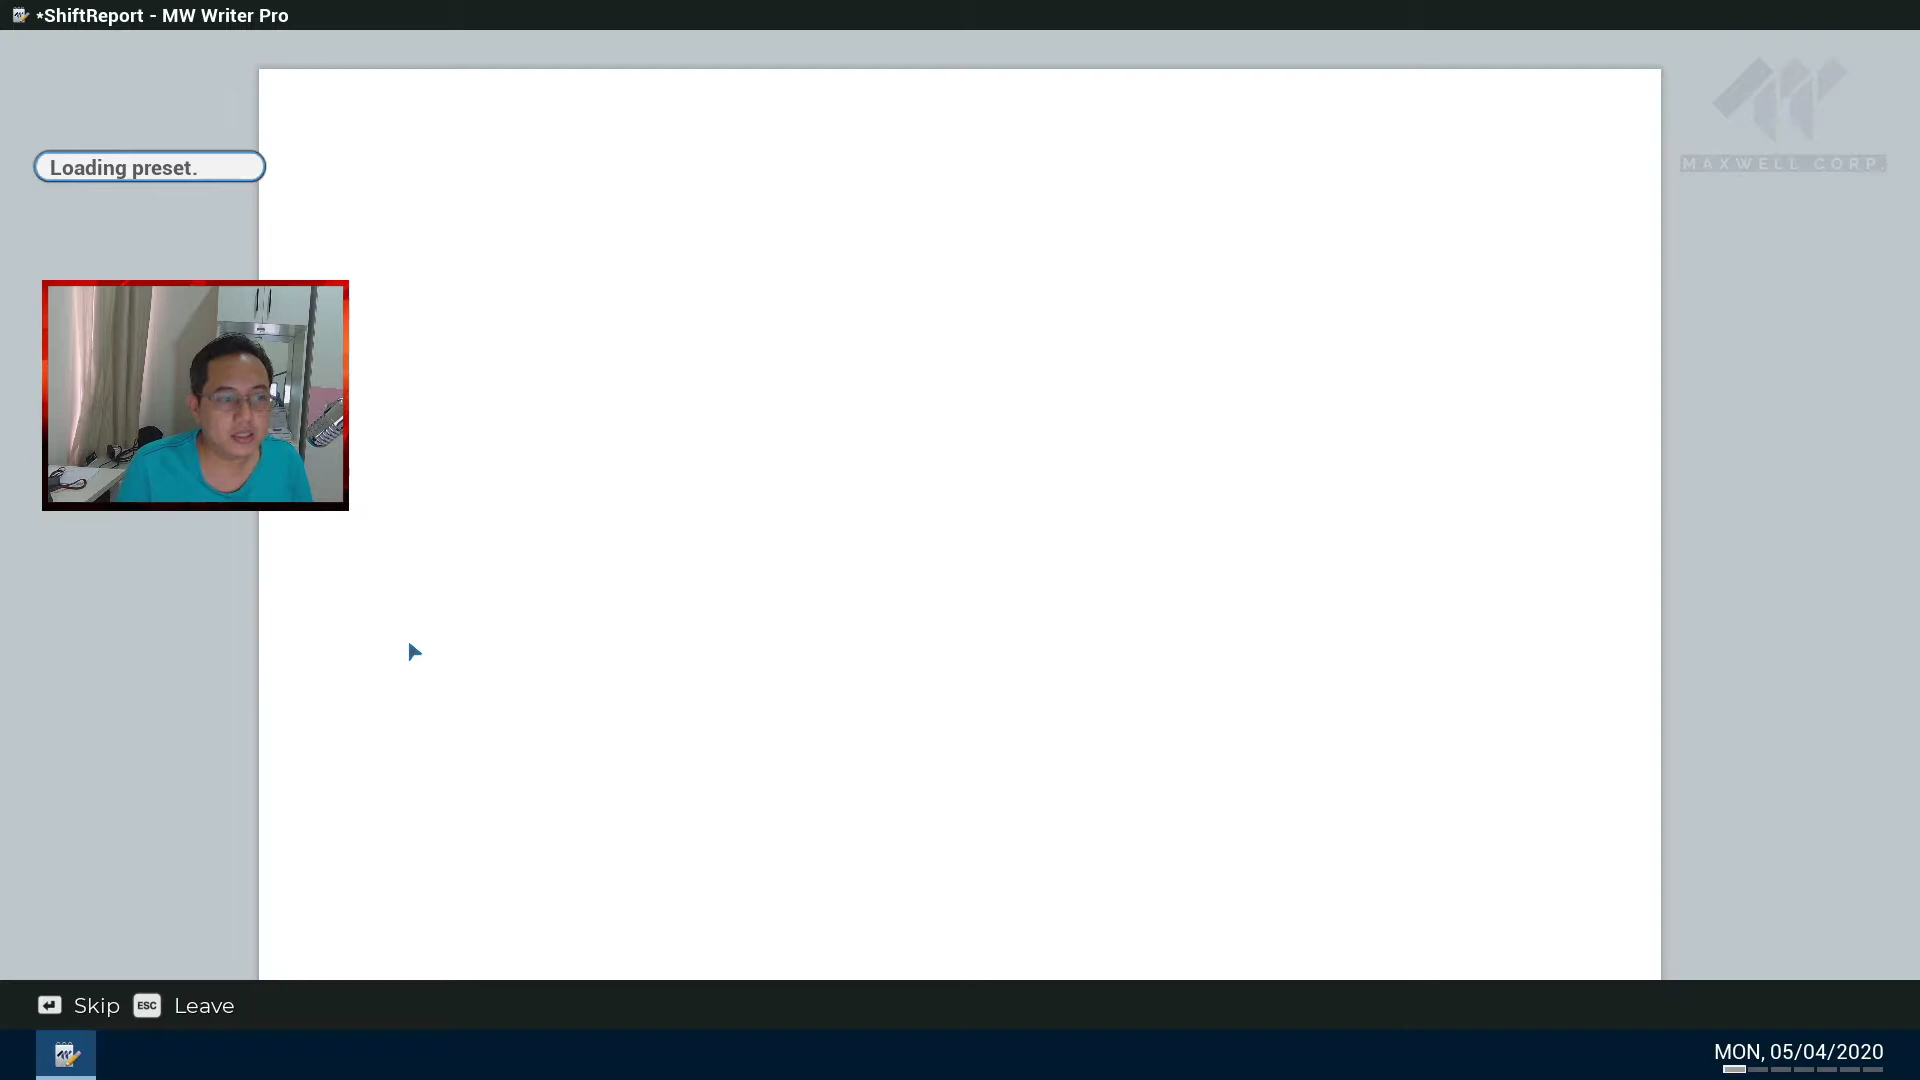 *ShiftReport - MW Writer Pro
MAXWELL CORP.
Loading preset.
Skip ESC Leave
MON, 05/04/2020